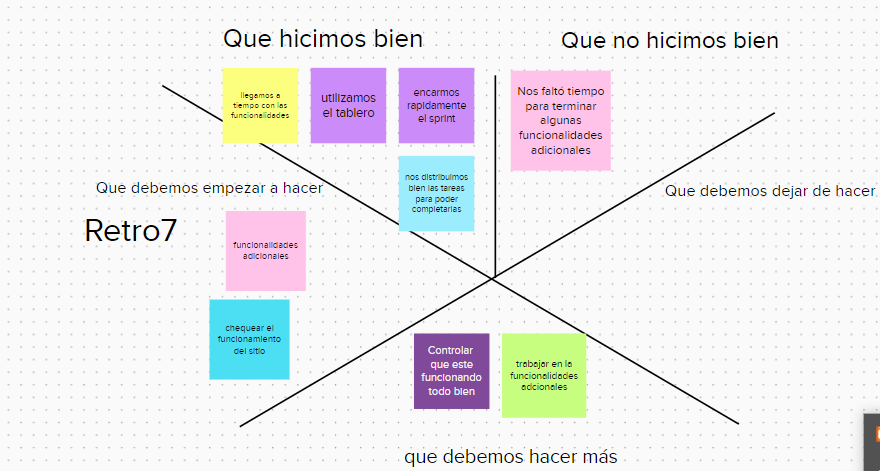 Que hicimos bien
Que no hicimos bien
llegamos a
tiempo con las
funcionalidades
utilizamos
el tablero
encarmos
rapidamente
el sprint
nos distribuimos
bien las tareas
para poder
completarlas
Nos faltó tiempo
para terminar
algunas
funcionalidades
adicionales
Que debemos empezar a hacer
Que debemos dejar de hacer
Retro7
funcionalidades
adicionales
chequear el
funcionamiento
del sitio
Controlar
que este
funcionando
todo bien
trabajar en la
funcionalidades
adcionales
que debemos hacer más